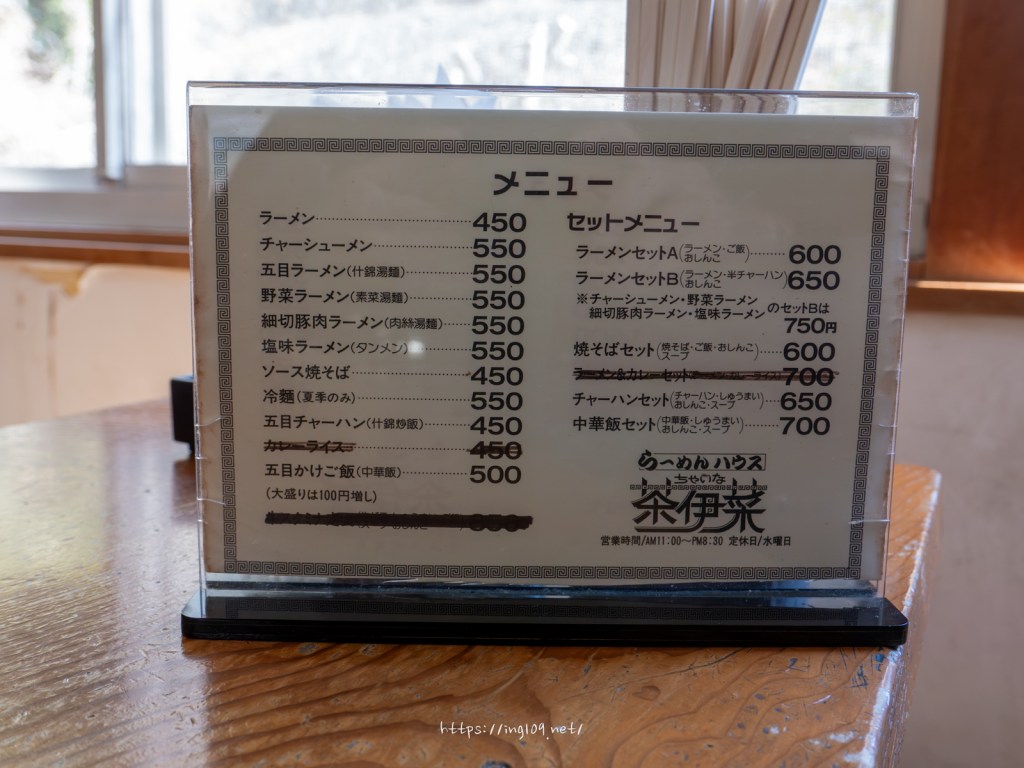 メニュー
ラーメン 450
チャーシューメン 550
五目ラーメン(什錦湯麺) 550
野菜ラーメン(素菜湯麺) 550
細切豚肉ラーメン(肉絲湯麺) 550
塩味ラーメン(タンメン) 550
ソース焼そば 450
冷麺(夏季のみ) 550
五目チャーハン(什錦炒飯) 450
カレーライス 450
五目かけご飯(中華飯) 500
(大盛りは100円増し)
850
セットメニュー
ラーメンセットA(ラーメン・ご飯 おしんこ) 600
ラーメンセットB(ラーメン・半チャーハン おしんこ) 650
※チャーシューメン・野菜ラーメン
細切豚肉ラーメン・塩味ラーメン のセットBは
750円
焼そばセット(焼そば・ご飯・おしんこ スープ) 600
ラーメン&カレーセット 700
チャーハンセット(チャーハン・しゅうまい おしんこ・スープ) 650
中華飯セット(中華飯・しゅうまい おしんこ・スープ) 700
らーめんハウス
ちゃいな
茶伊菜
営業時間/AM11:00〜PM8:30 定休日/水曜日
https://ing109.net/